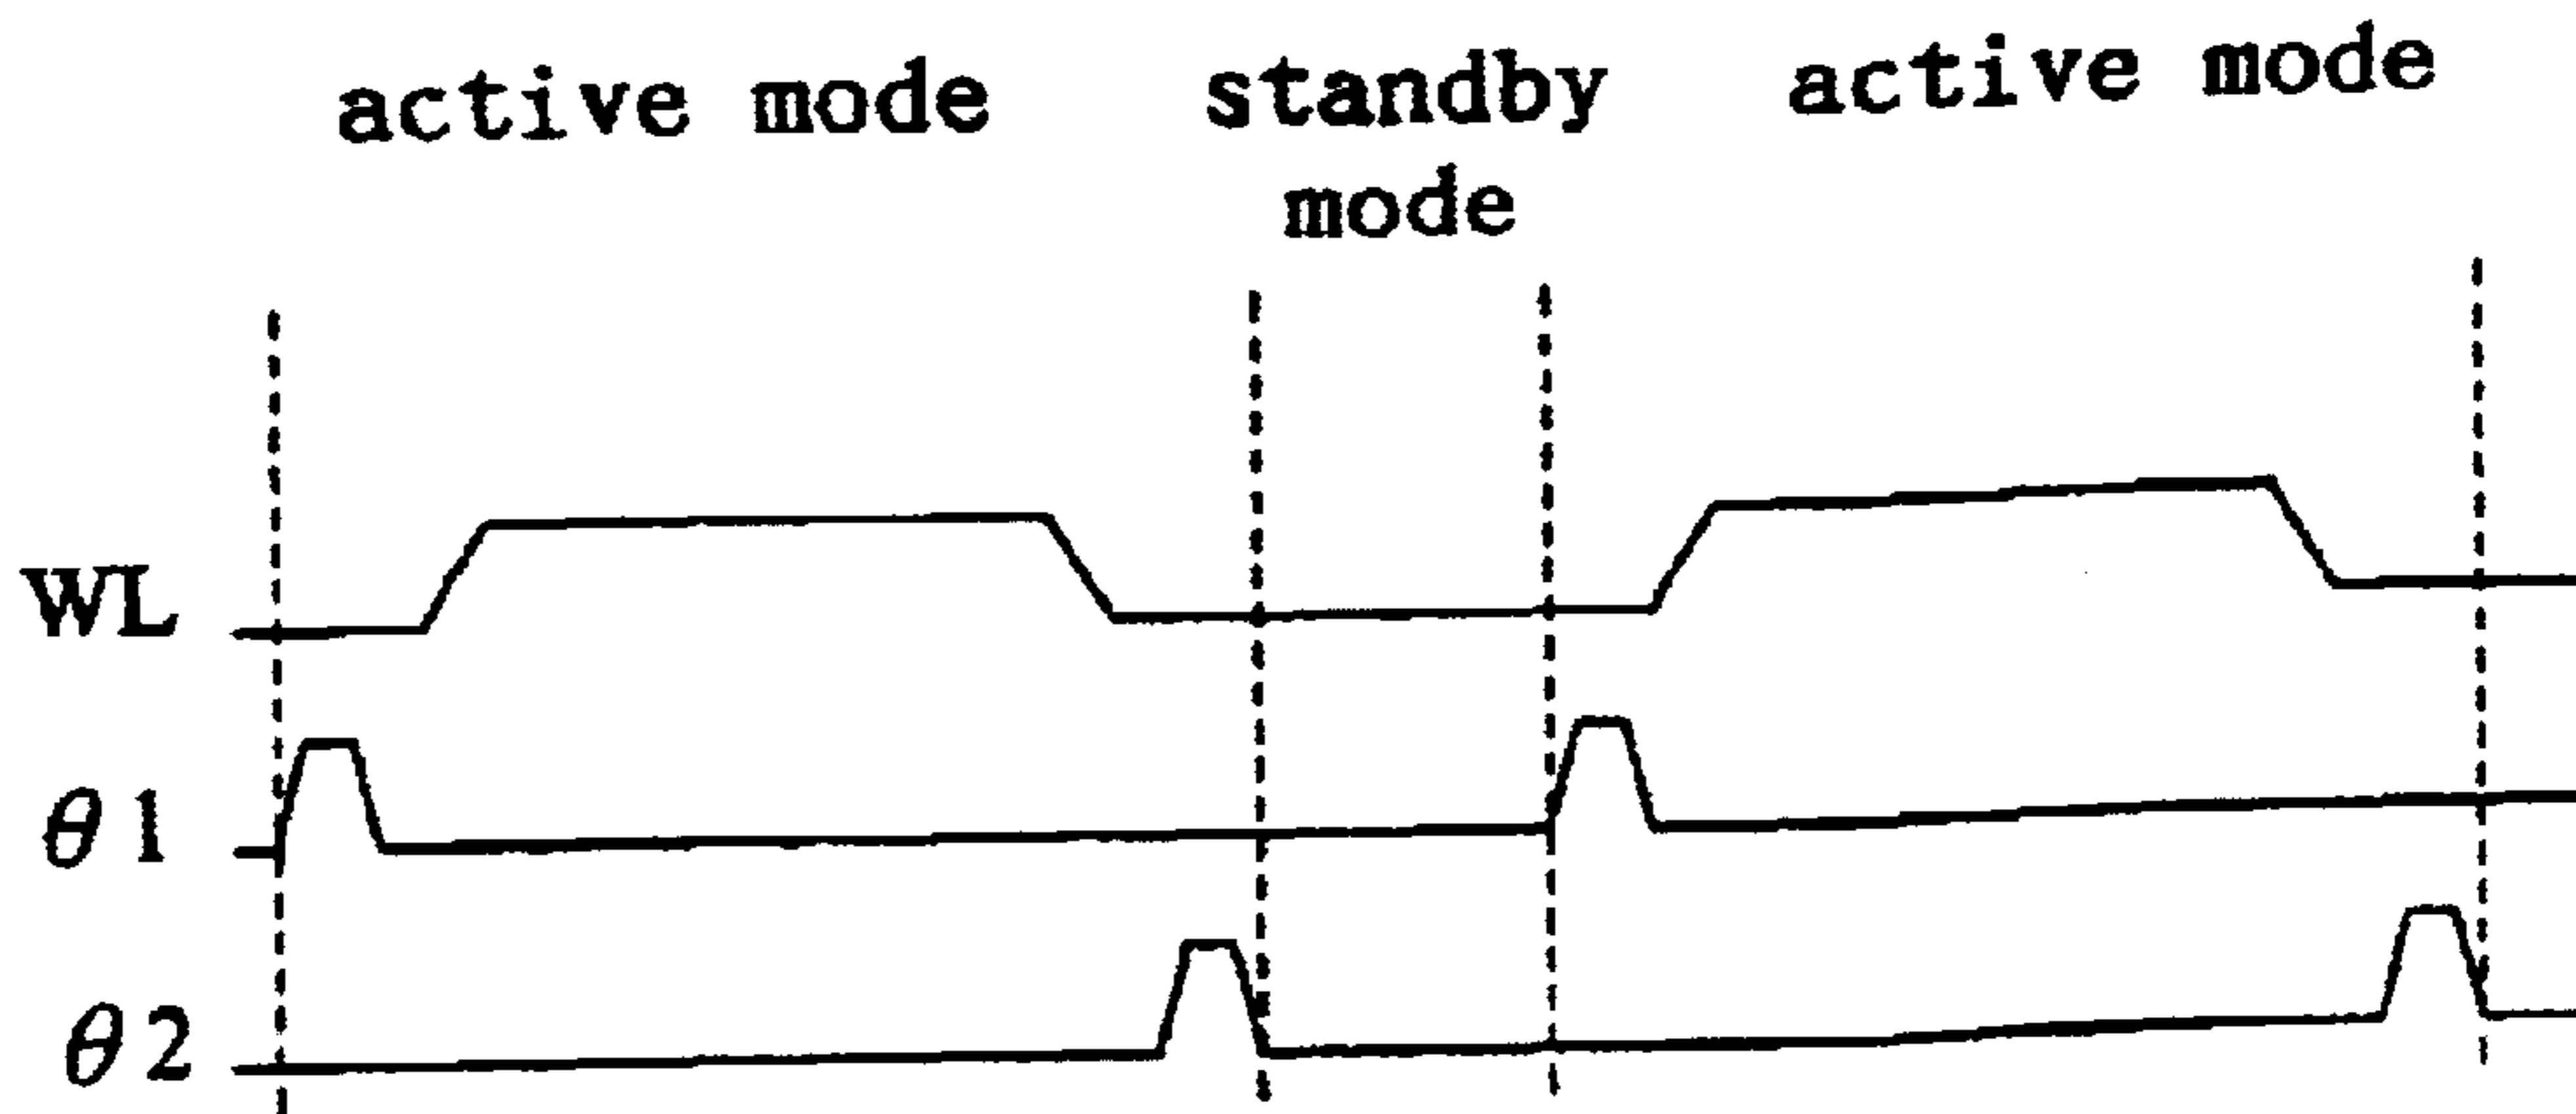 active mode
standby
mode
active mode
WL
θ1
θ2